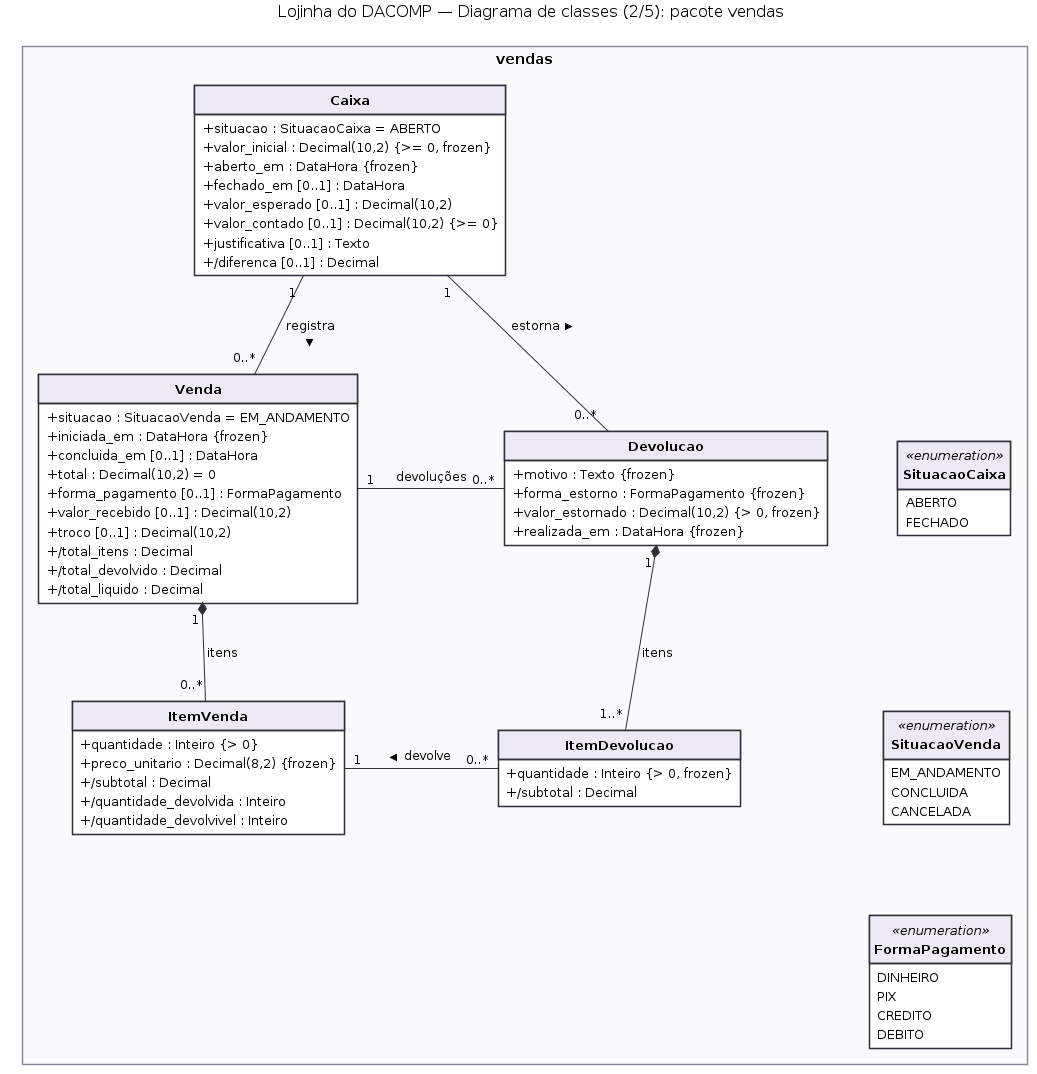 Lojinha do DACOMP — Diagrama de classes (2/5): pacote vendas
vendas
Caixa
+situacao : SituacaoCaixa = ABERTO
+valor_inicial : Decimal(10,2) {>= 0, frozen}
+aberto_em : DataHora {frozen}
+fechado_em [0..1] : DataHora
+valor_esperado [0..1] : Decimal(10,2)
+valor_contado [0..1] : Decimal(10,2) {>= 0}
+justificativa [0..1] : Texto
+/diferenca [0..1] : Decimal
1
1
registra
▼
estorna ►
0..*
0..*
Venda
+situacao : SituacaoVenda = EM_ANDAMENTO
+iniciada_em : DataHora {frozen}
+concluida_em [0..1] : DataHora
+total : Decimal(10,2) = 0
+forma_pagamento [0..1] : FormaPagamento
+valor_recebido [0..1] : Decimal(10,2)
+troco [0..1] : Decimal(10,2)
+/total_itens : Decimal
+/total_devolvido : Decimal
+/total_liquido : Decimal
1 devoluções 0..*
Devolucao
+motivo : Texto {frozen}
+forma_estorno : FormaPagamento {frozen}
+valor_estornado : Decimal(10,2) {> 0, frozen}
+realizada_em : DataHora {frozen}
«enumeration»
SituacaoCaixa
ABERTO
FECHADO
1
itens
0..*
1
itens
1..*
ItemVenda
+quantidade : Inteiro {> 0}
+preco_unitario : Decimal(8,2) {frozen}
+/subtotal : Decimal
+/quantidade_devolvida : Inteiro
+/quantidade_devolvivel : Inteiro
1 ◄ devolve 0..*
ItemDevolucao
+quantidade : Inteiro {> 0, frozen}
+/subtotal : Decimal
«enumeration»
SituacaoVenda
EM_ANDAMENTO
CONCLUIDA
CANCELADA
«enumeration»
FormaPagamento
DINHEIRO
PIX
CREDITO
DEBITO